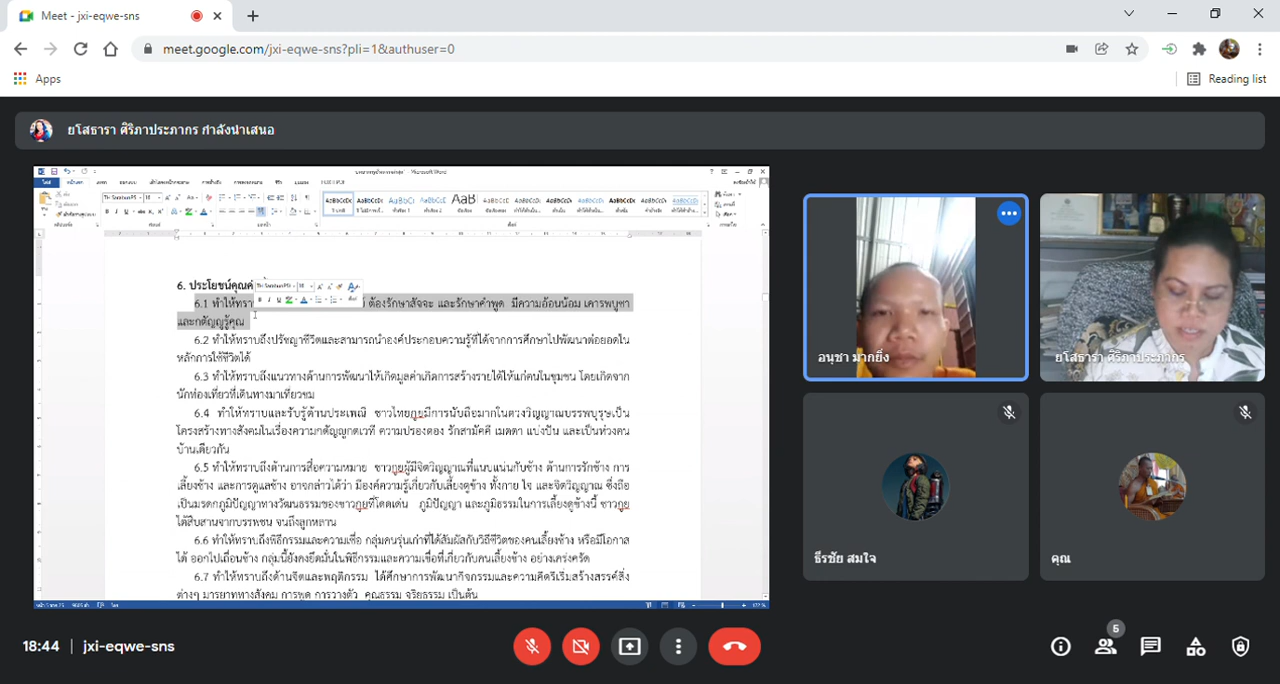 Meet - jxi-eqwe-sns
meet.google.com/jxi-eqwe-sns?pli=1&authuser=0
Apps
Reading list
ยโสธารา ศิริภาประภากร กำลังนำเสนอ
6. ประโยชน์คุณค่
6.1 ทำให้ทรา ต้องรักษาสัจจะ และรักษาคำพูด มีความอ้อนน้อม เคารพบูชา
และกตัญญูรู้คุณ
6.2 ทำให้ทราบถึงปรัชญาชีวิตและสามารถนำองค์ประกอบความรู้ที่ได้จากการศึกษาไปพัฒนาต่อยอดใน
หลักการใช้ชีวิตได้
6.3 ทำให้ทราบถึงแนวทางด้านการพัฒนาให้เกิดมูลค่าเกิดการสร้างรายได้ให้แก่คนในชุมชน โดยเกิดจาก
นักท่องเที่ยวที่เดินทางมาเที่ยวชม
6.4 ทำให้ทราบและรับรู้ด้านประเพณี ชาวไทยกูยมีการนับถือมากในดวงวิญญาณบรรพบุรุษเป็น
โครงสร้างทางสังคมในเรื่องความกตัญญูกตเวที ความปรองดอง รักสามัคคี เมตตา แบ่งปัน และเป็นห่วงคน
บ้านเดียวกัน
6.5 ทำให้ทราบถึงด้านการสื่อความหมาย ชาวกูยผู้มีจิตวิญญาณที่แนบแน่นกับช้าง ด้านการรักช้าง การ
เลี้ยงช้าง และการดูแลช้าง อาจกล่าวได้ว่า มีองค์ความรู้เกี่ยวกับเลี้ยงดูช้าง ทั้งกาย ใจ และจิตวิญญาณ ซึ่งถือ
เป็นมรดกภูมิปัญญาทางวัฒนธรรมของชาวกูยที่โดดเด่น ภูมิปัญญา และภูมิธรรมในการเลี้ยงดูช้างนี้ ชาวกูย
ได้สืบสานจากบรรพชน จนถึงลูกหลาน
6.6 ทำให้ทราบถึงพิธีกรรมและความเชื่อ กลุ่มคนรุ่นเก่าที่ได้สัมผัสกับวิถีชีวิตของคนเลี้ยงช้าง หรือมีโอกาส
ได้ ออกไปเถื่อนช้าง กลุ่มนี้ยังคงยึดมั่นในพิธีกรรมและความเชื่อที่เกี่ยวกับคนเลี้ยงช้าง อย่างเคร่งครัด
6.7 ทำให้ทราบถึงด้านจิตและพฤติกรรม ได้ศึกษาการพัฒนากิจกรรมและความคิดริเริ่มสร้างสรรค์สิ่ง
ต่างๆ มารยาททางสังคม การพูด การวางตัว คุณธรรม จริยธรรม เป็นต้น
อนุชา มากยิ่ง
ยโสธารา ศิริภาประภากร
ธีรชัย สมใจ
คุณ
18:44 | jxi-eqwe-sns
5